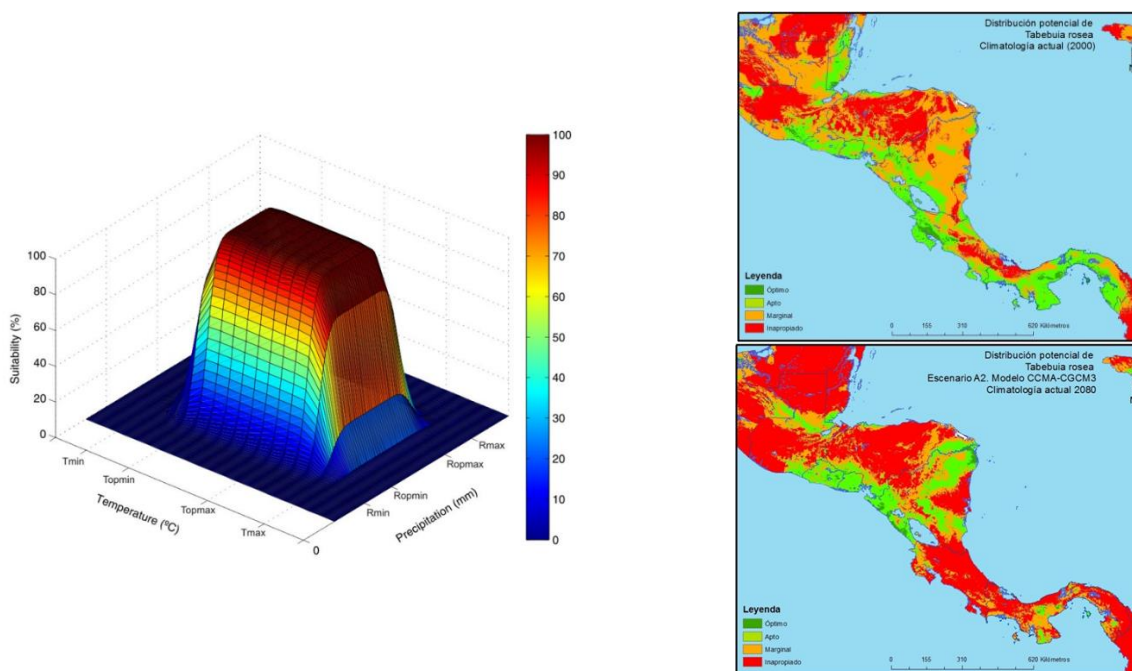 100
80
60
40
20
0
Suitability (%)
Tmin
Topmin
Topmax
Tmax
Temperature (ºC)
0
Rmin
Ropmin
Ropmax
Rmax
Precipitation (mm)
100
90
80
70
60
50
40
30
20
10
0
Distribución potencial de
Tabebuia rosea
Climatología actual (2000)
Leyenda
Óptimo
Apto
Marginal
Inapropiado
0 155 310 620 Kilómetros
Distribución potencial de
Tabebuia rosea
Escenario A2. Modelo CCMA-CGCM3
Climatología actual 2080
Leyenda
Óptimo
Apto
Marginal
Inapropiado
0 155 310 620 Kilómetros